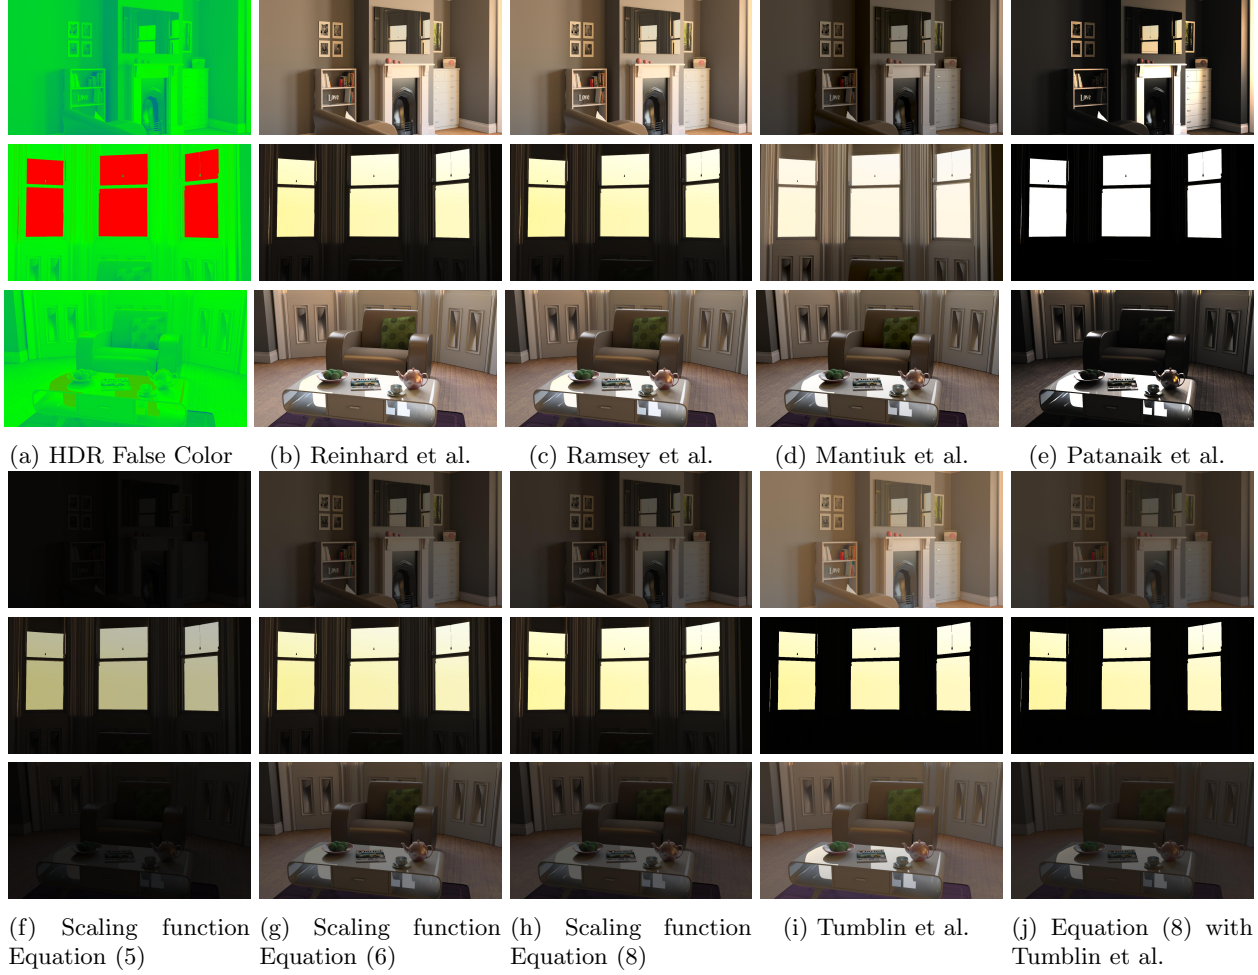 (a) HDR False Color
(b) Reinhard et al.
(c) Ramsey et al.
(d) Mantiuk et al.
(e) Patanaik et al.
(f) Scaling function
Equation (5)
(g) Scaling function
Equation (6)
(h) Scaling function
Equation (8)
(i) Tumblin et al.
(j) Equation (8) with
Tumblin et al.